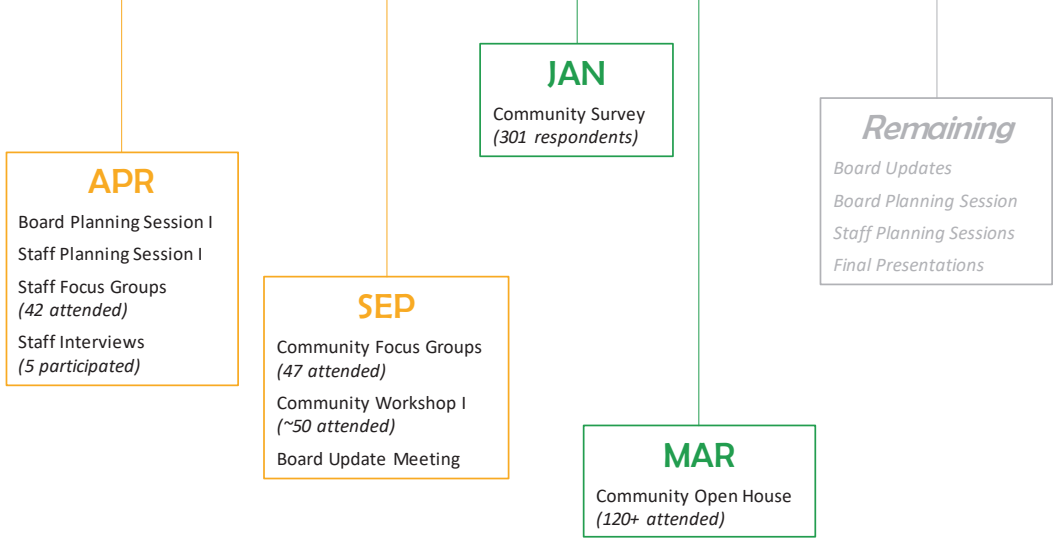 APR
Board Planning Session I
Staff Planning Session I
Staff Focus Groups
(42 attended)
Staff Interviews
(5 participated)
SEP
Community Focus Groups
(47 attended)
Community Workshop I
(~50 attended)
Board Update Meeting
JAN
Community Survey
(301 respondents)
MAR
Community Open House
(120+ attended)
Remaining
Board Updates
Board Planning Session
Staff Planning Sessions
Final Presentations